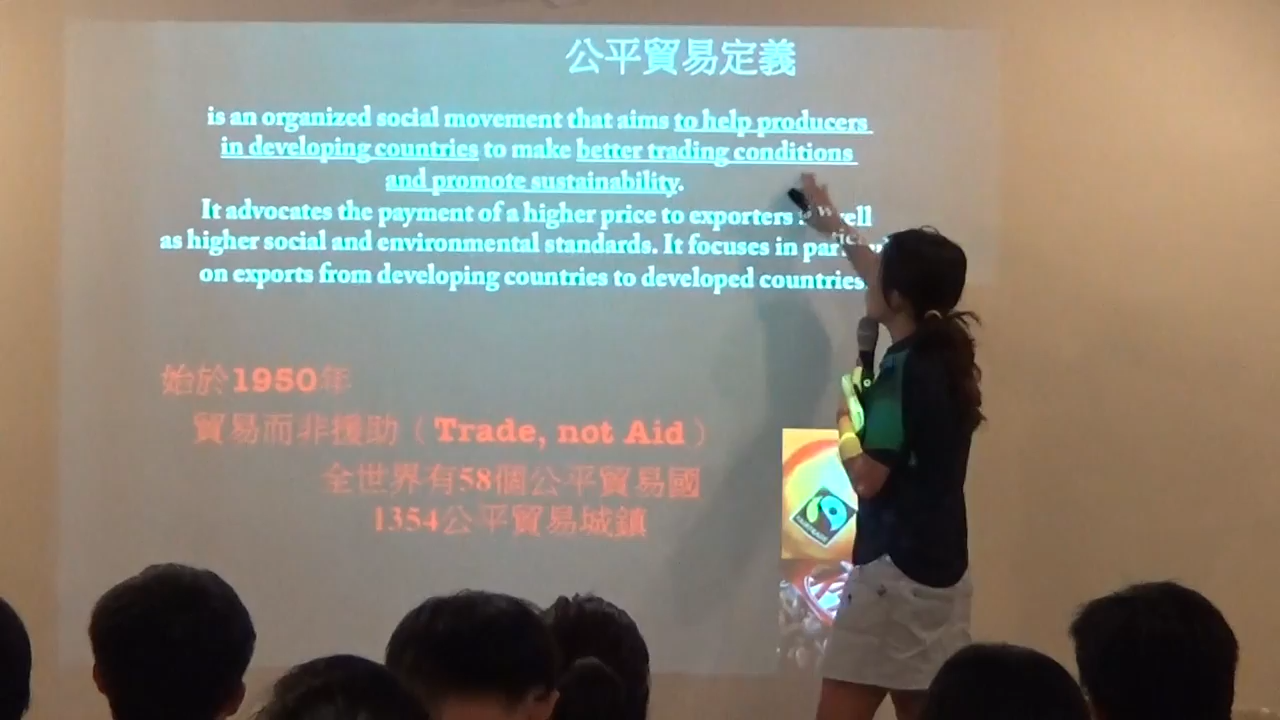 公平貿易定義
is an organized social movement that aims to help producers
in developing countries to make better trading conditions
and promote sustainability.
It advocates the payment of a higher price to exporters well
as higher social and environmental standards. It focuses in
on exports from developing countries to developed countries.
始於1950年
貿易而非援助（Trade, not Aid）
全世界有58個公平貿易國
1354公平貿易城鎮
FAIRTRADE